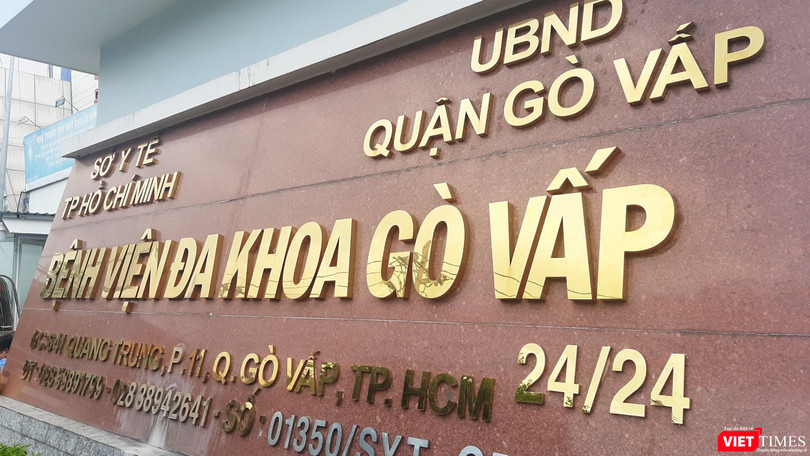 UBND
QUẬN GÒ VẤP
SỞ Y TẾ
TP HỒ CHÍ MINH
BỆNH VIỆN ĐA KHOA GÒ VẤP
QUANG TRUNG, P. 11, Q. GÒ VẤP, TP. HCM
24/24
028 38942641 - SỐ: 01350/SYT
VIETTIMES